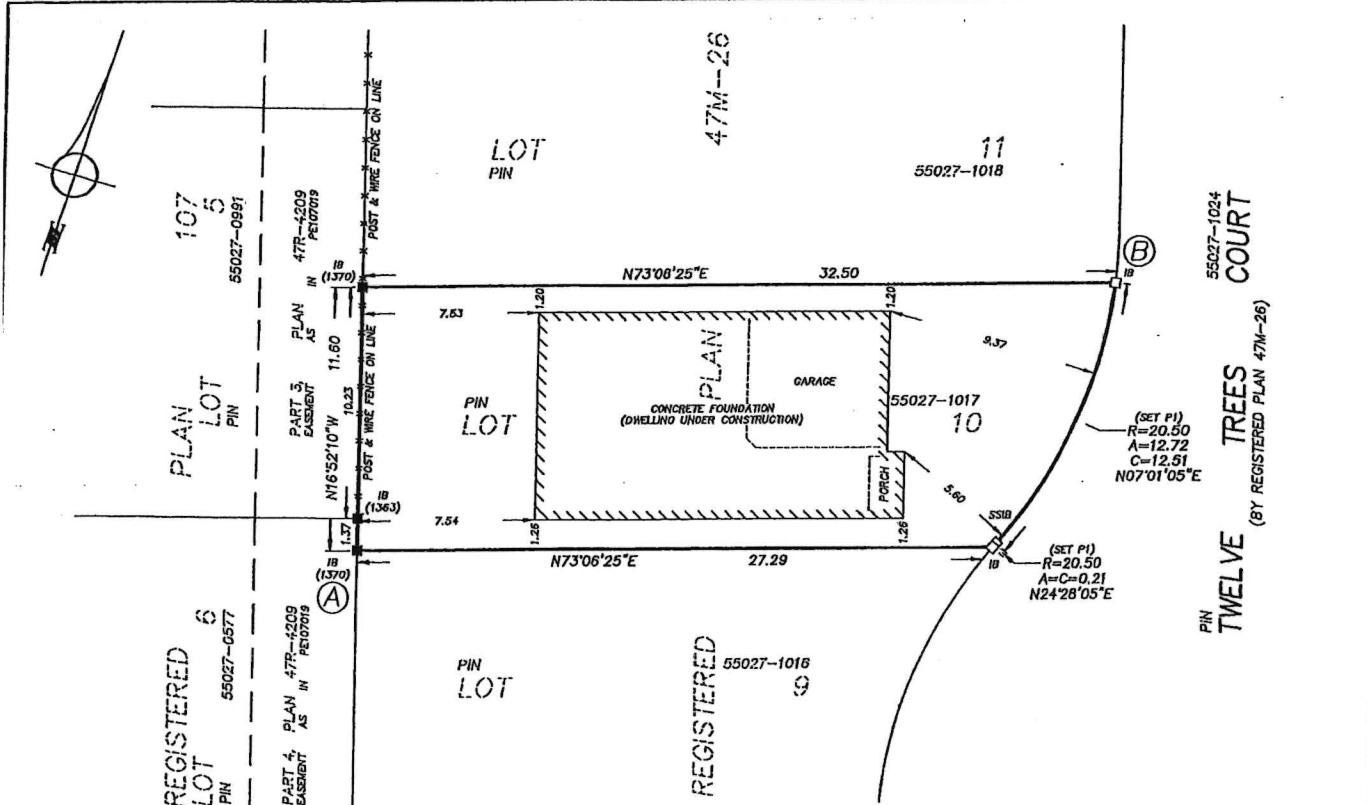 47M-26
LOT
PIN
11
55027-1018
107
5
55027-0991
PLAN
LOT
PIN
47R-4209
PE107019
IN
PLAN
AS
PART 3,
EASEMENT
POST & WIRE FENCE ON LINE
IB
(1370)
N73°06'25"E
32.50
B
IB
55027-1024
COURT
TREES
(BY REGISTERED PLAN 47M-26)
TWELVE
PIN
11.60
10.23
N16°52'10"W
POST & WIRE FENCE ON LINE
7.53
1.20
1.20
9.37
PLAN
GARAGE
CONCRETE FOUNDATION
(DWELLING UNDER CONSTRUCTION)
PIN
LOT
55027-1017
10
(SET P1)
R=20.50
A=12.72
C=12.51
N07°01'05"E
PORCH
5.60
SSIB
IB
(1363)
1.37
7.54
1.26
1.26
IB
(1370)
A
N73°06'25"E
27.29
IB
(SET P1)
R=20.50
A=C=0.21
N24°28'05"E
REGISTERED
LOT
PIN
6
55027-0577
PART 4, PLAN 47R-4209
EASEMENT AS IN PE107019
PIN
LOT
REGISTERED
55027-1016
9